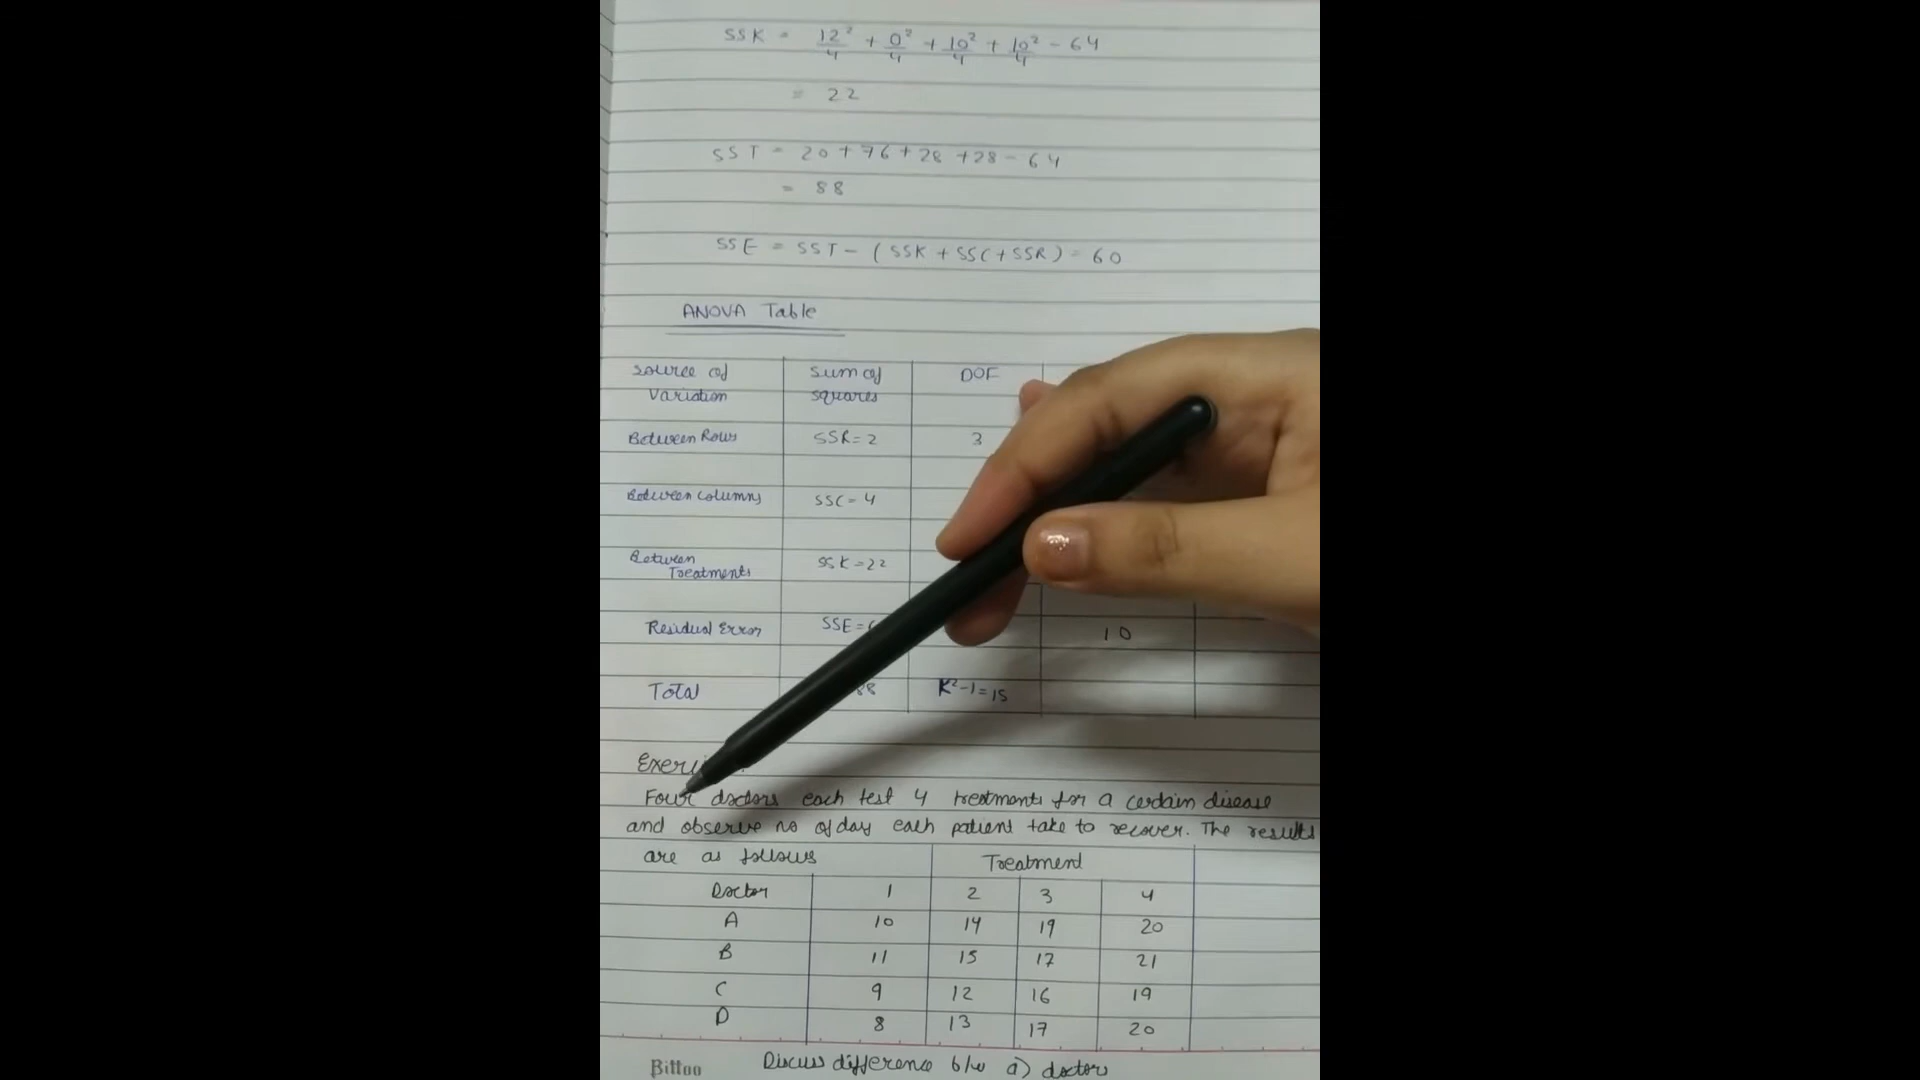 SSK = 12²/4 + 0²/4 + 10²/4 + 10²/4 - 64
= 22
SST = 20 + 76 + 28 + 28 - 64
= 88
SSE = SST - (SSK + SSC + SSR) = 60
ANOVA Table
Source of Variation Sum of squares DOF
Between Rows SSR = 2 3
Between columns SSC = 4
Between Treatments SSK = 22
Residual Error SSE = 10
Total 88 K²-1 = 15
Four doctors each test 4 treatments for a certain disease
and observe no of day each patient take to recover. The results
are as follows Treatment
Doctor 1 2 3 4
A 10 14 19 20
B 11 15 17 21
C 9 12 16 19
D 8 13 17 20
Bittoo Discuss difference b/w a) doctors